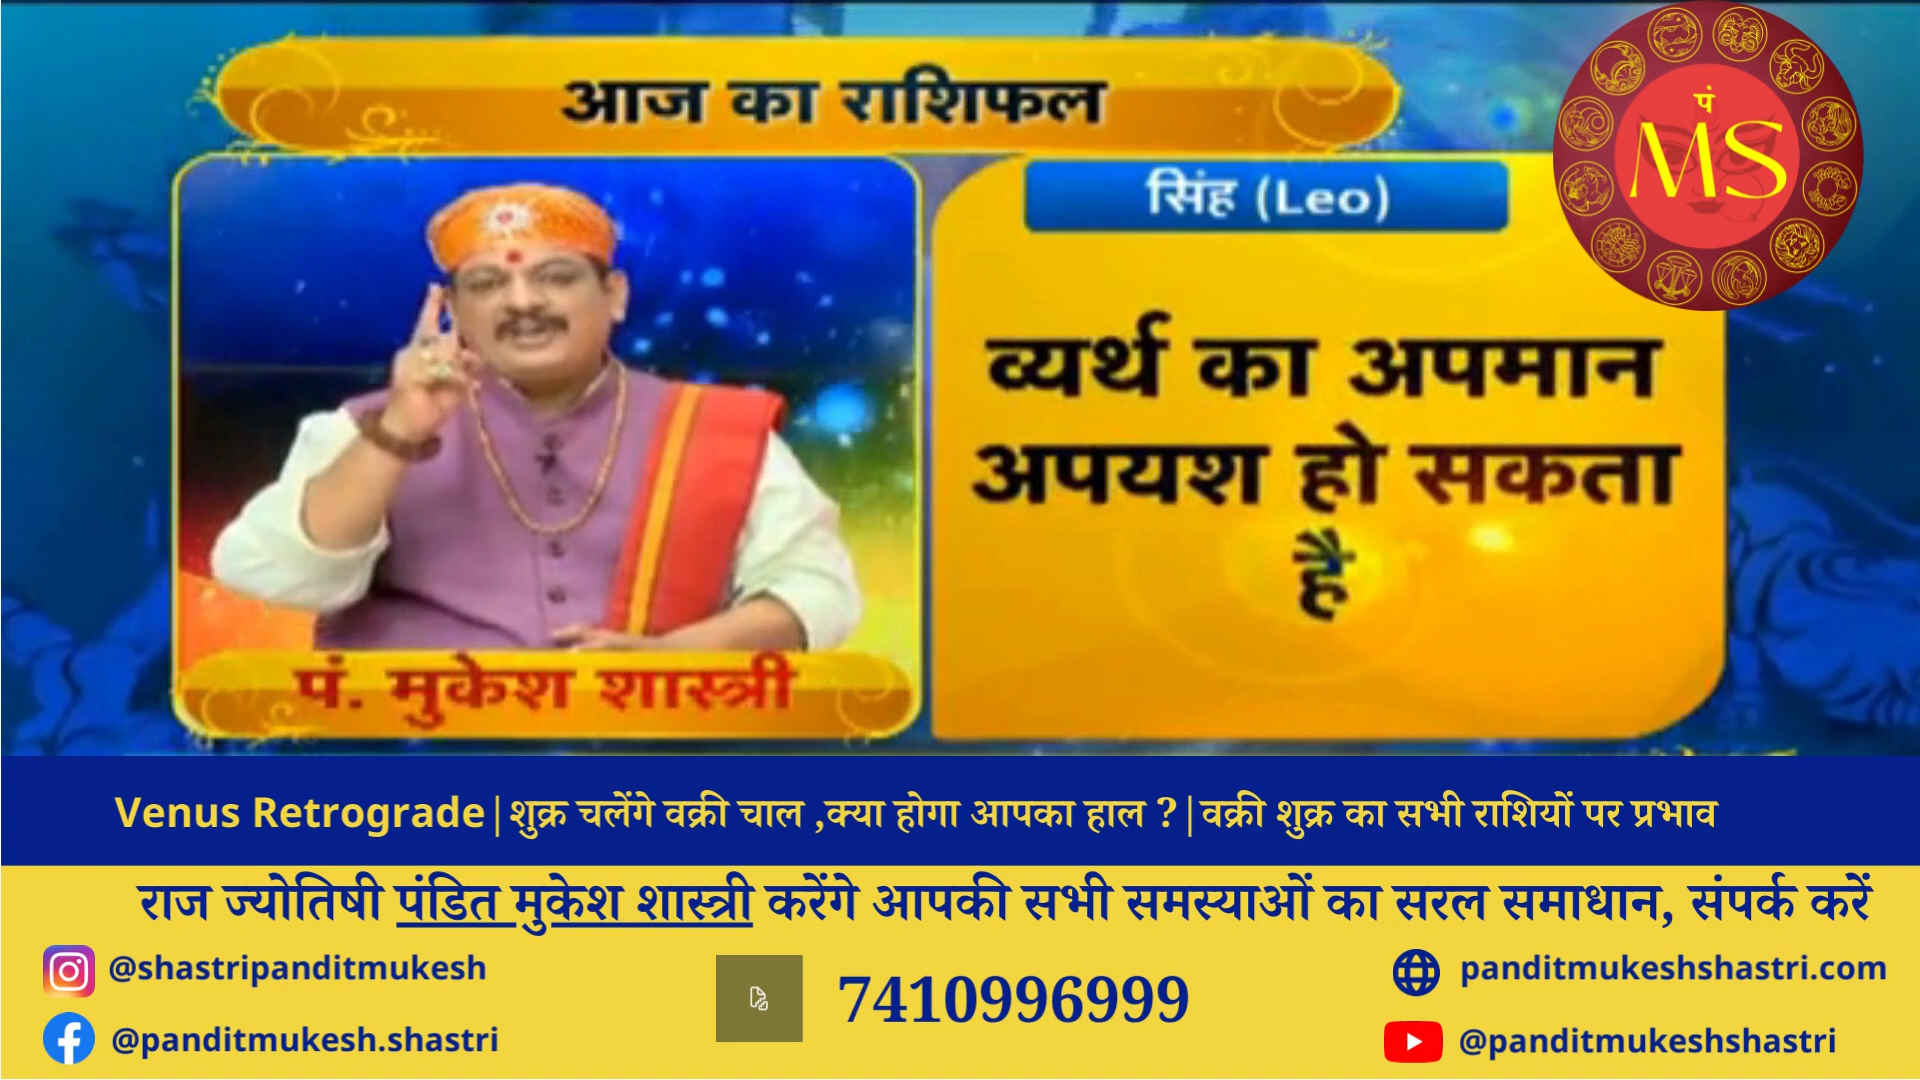 आज का राशिफल
पं
MS
सिंह (Leo)
व्यर्थ का अपमान
अपयश हो सकता
है
पं. मुकेश शास्त्री
Venus Retrograde|शुक्र चलेंगे वक्री चाल ,क्या होगा आपका हाल ?|वक्री शुक्र का सभी राशियों पर प्रभाव
राज ज्योतिषी पंडित मुकेश शास्त्री करेंगे आपकी सभी समस्याओं का सरल समाधान, संपर्क करें
@shastripanditmukesh
@panditmukesh.shastri
7410996999
panditmukeshshastri.com
@panditmukeshshastri